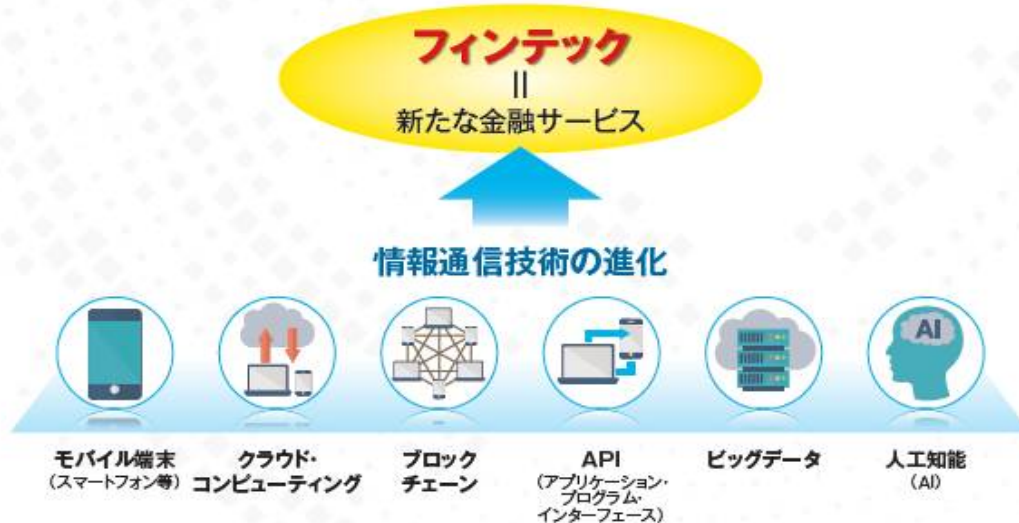 フィンテック
||
新たな金融サービス
情報通信技術の進化
AI
モバイル端末
(スマートフォン等)
クラウド・
コンピューティング
ブロック
チェーン
API
(アプリケーション・
プログラム・
インターフェース)
ビッグデータ
人工知能
(AI)